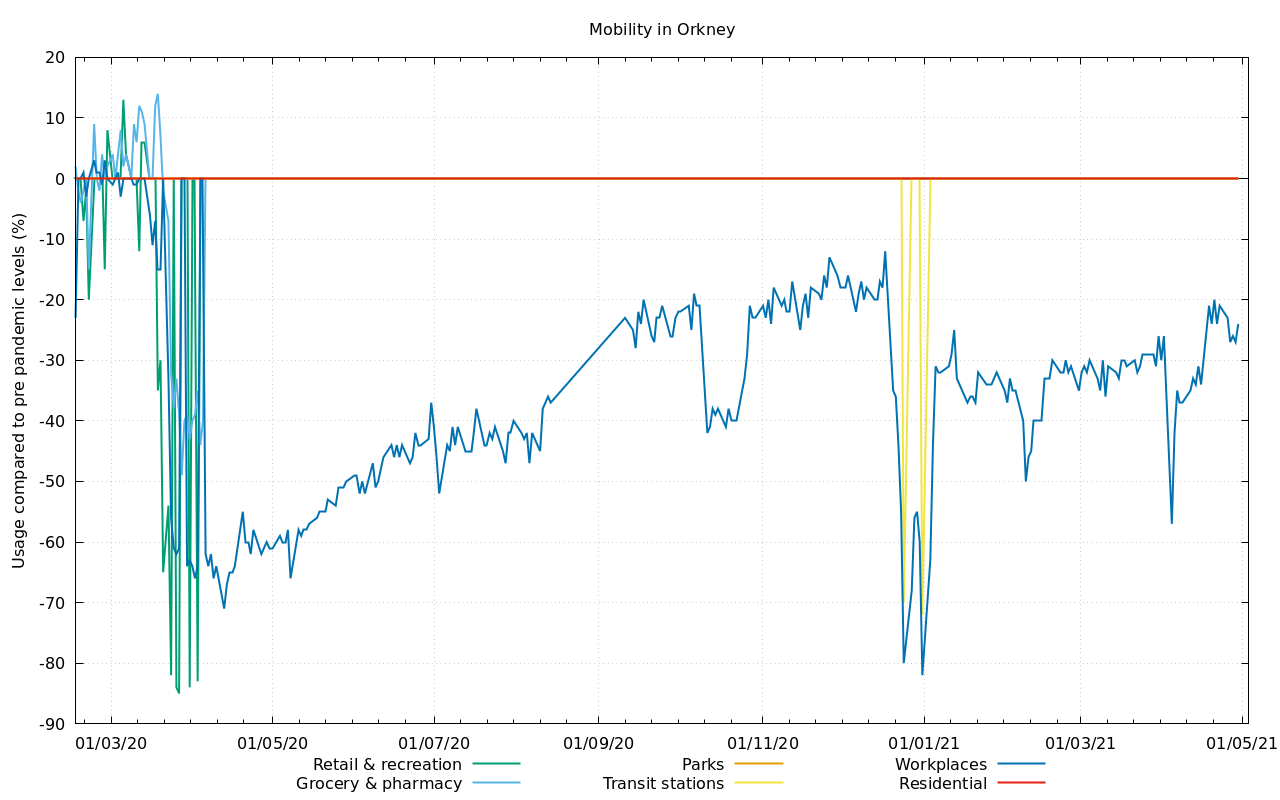 Mobility in Orkney
Usage compared to pre pandemic levels (%)
20
10
0
-10
-20
-30
-40
-50
-60
-70
-80
-90
01/03/20 01/05/20 01/07/20 01/09/20 01/11/20 01/01/21 01/03/21 01/05/21
Retail & recreation Parks Workplaces
Grocery & pharmacy Transit stations Residential